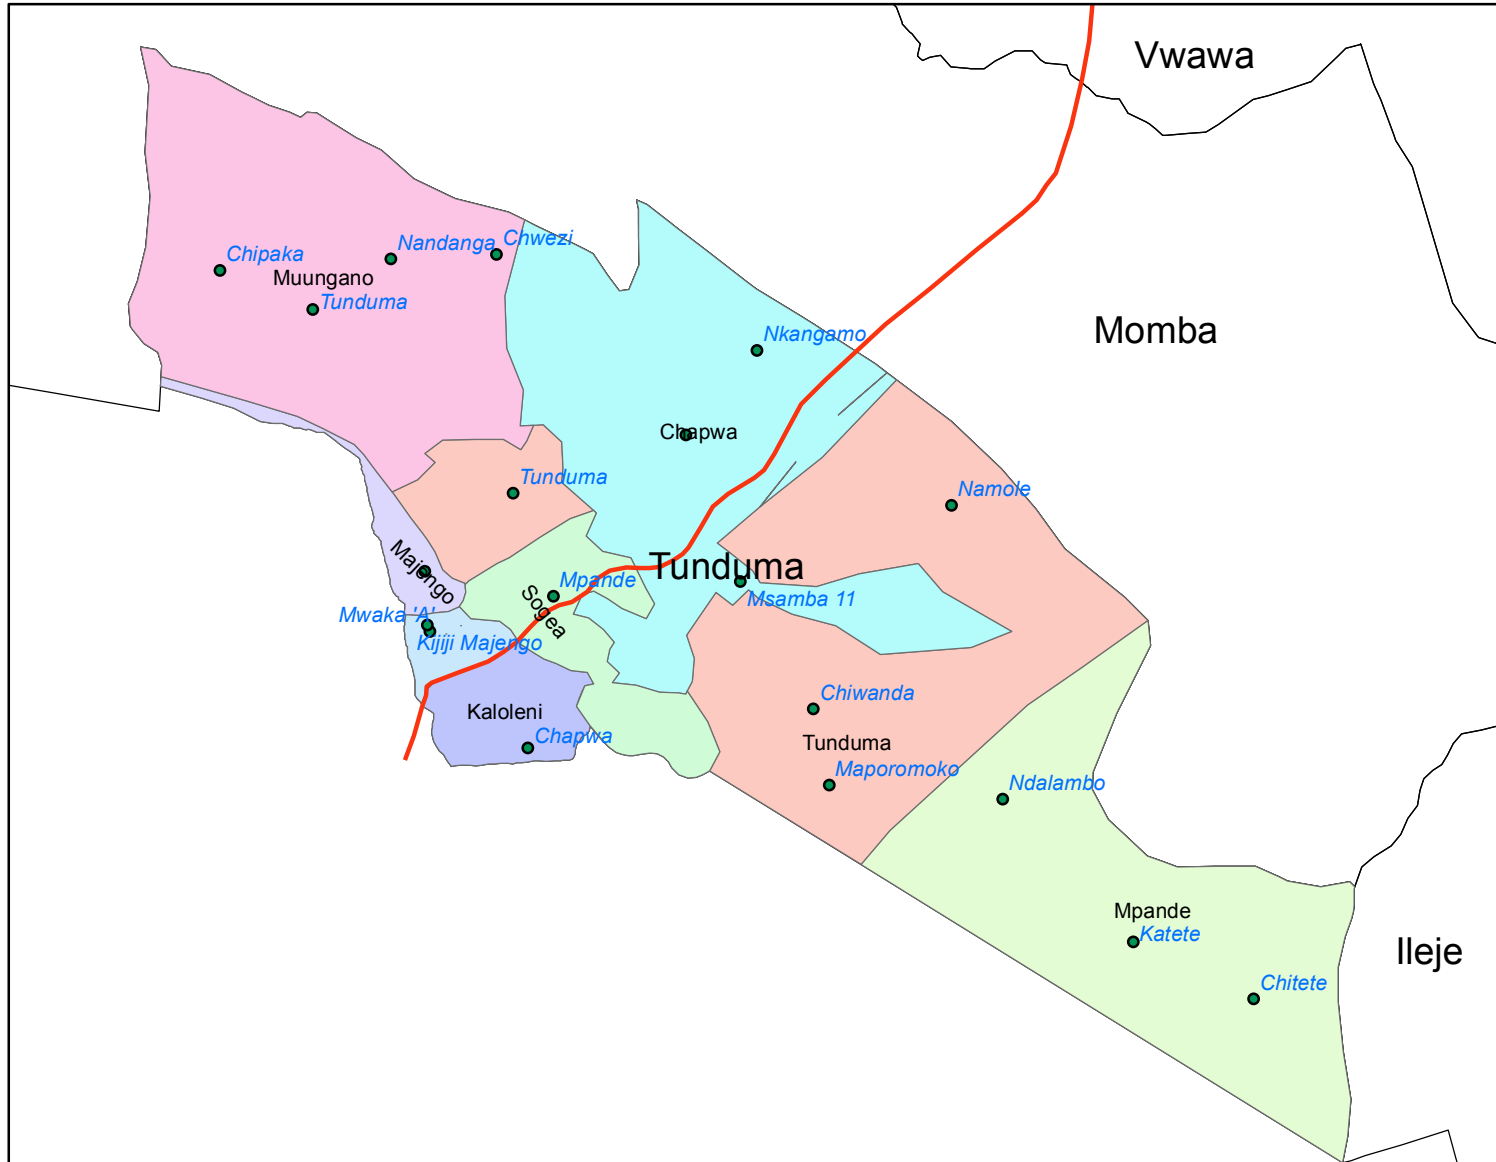 Vwawa
Chwezi
Nandanga
Chipaka
Muungano
Tunduma
Nkangamo
Momba
Chapwa
Tunduma
Namole
Majengo
Tunduma
Mpande
Msamba 11
Sogea
Mwaka 'A'
Kijiji Majengo
Chiwanda
Kaloleni
Chapwa
Tunduma
Maporomoko
Ndalambo
Mpande
Katete
Ileje
Chitete